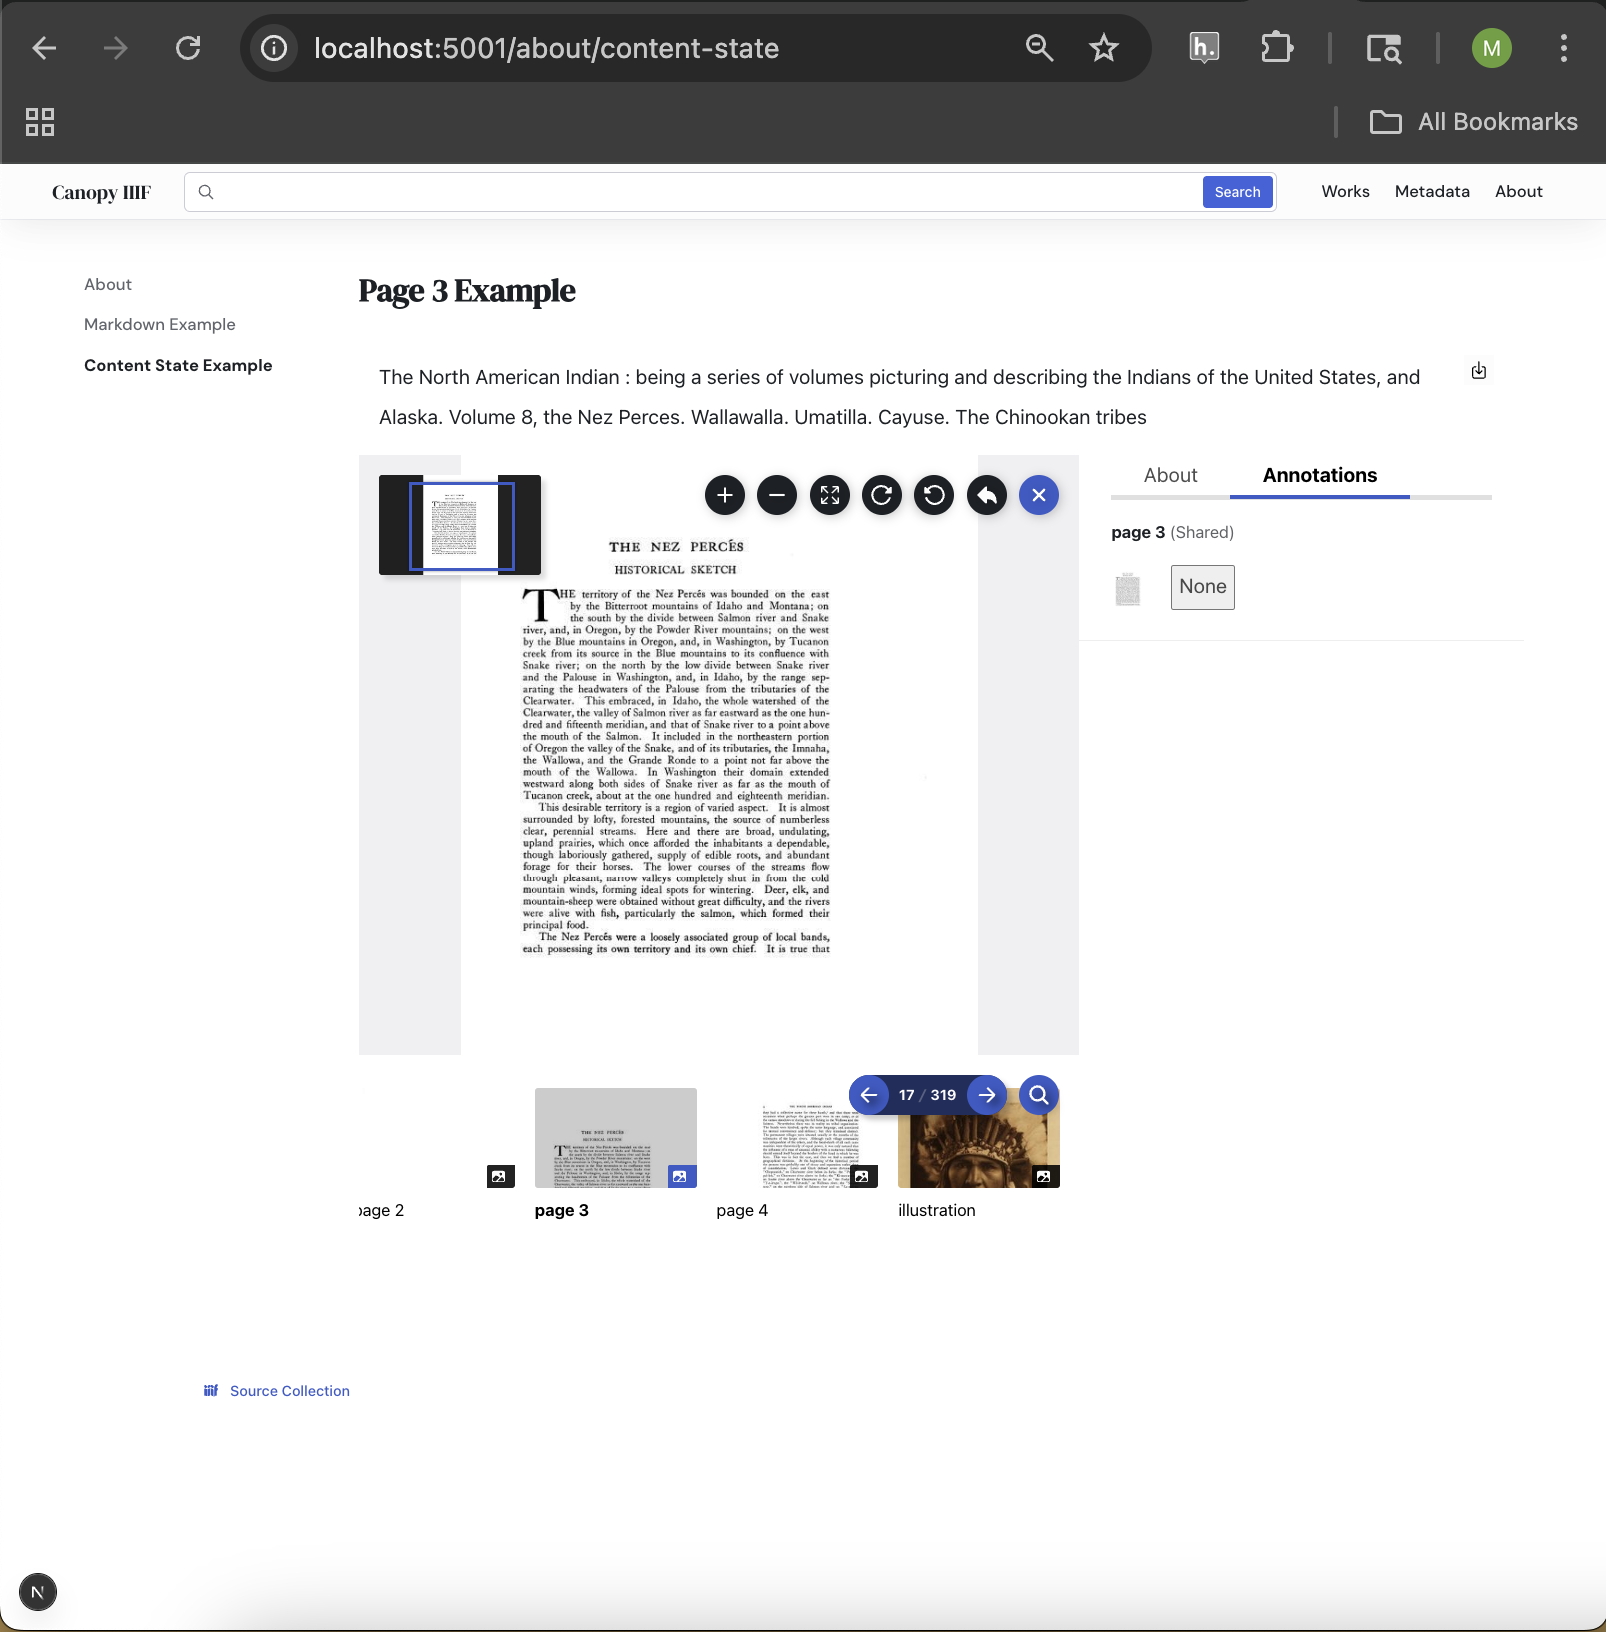 localhost:5001/about/content-state
h.
M
All Bookmarks
Canopy IIIF
Search
Works
Metadata
About
About
Markdown Example
Content State Example
Page 3 Example
The North American Indian : being a series of volumes picturing and describing the Indians of the United States, and
Alaska. Volume 8, the Nez Perces. Wallawalla. Umatilla. Cayuse. The Chinookan tribes
THE NEZ PERCÉS
HISTORICAL SKETCH
THE territory of the Nez Percés was bounded on the east
by the Bitterroot mountains of Idaho and Montana; on
the south by the divide between Salmon river and Snake
river, and, in Oregon, by the Powder River mountains; on the west
by the Blue mountains in Oregon, and, in Washington, by Tucanon
creek from its source in the Blue mountains to its confluence with
Snake river; on the north by the low divide between Snake river
and the Palouse in Washington, and, in Idaho, by the range sep-
arating the headwaters of the Palouse from the tributaries of the
Clearwater. This embraced, in Idaho, the whole watershed of the
Clearwater, the valley of Salmon river as far eastward as the one hun-
dred and fifteenth meridian, and that of Snake river to a point above
the mouth of the Salmon. It included in the northeastern portion
of Oregon the valley of the Snake, and of its tributaries, the Imnaha,
the Wallowa, and the Grande Ronde to a point not far above the
mouth of the Wallowa. In Washington their domain extended
westward along both sides of Snake river as far as the mouth of
Tucanon creek, about at the one hundred and eighteenth meridian.
This desirable territory is a region of varied aspect. It is almost
surrounded by lofty, forested mountains, the source of numberless
clear, perennial streams. Here and there are broad, undulating,
upland prairies, which once afforded the inhabitants a dependable,
though laboriously gathered, supply of edible roots, and abundant
forage for their horses. The lower courses of the streams flow
through pleasant, narrow valleys completely shut in from the cold
mountain winds, forming ideal spots for wintering. Deer, elk, and
mountain-sheep were obtained without great difficulty, and the rivers
were alive with fish, particularly the salmon, which formed their
principal food.
The Nez Percés were a loosely associated group of local bands,
each possessing its own territory and its own chief. It is true that
About
Annotations
page 3 (Shared)
None
17 / 319
THE NEZ PERCÉS
HISTORICAL SKETCH
page 2
page 3
page 4
illustration
iiif Source Collection
N